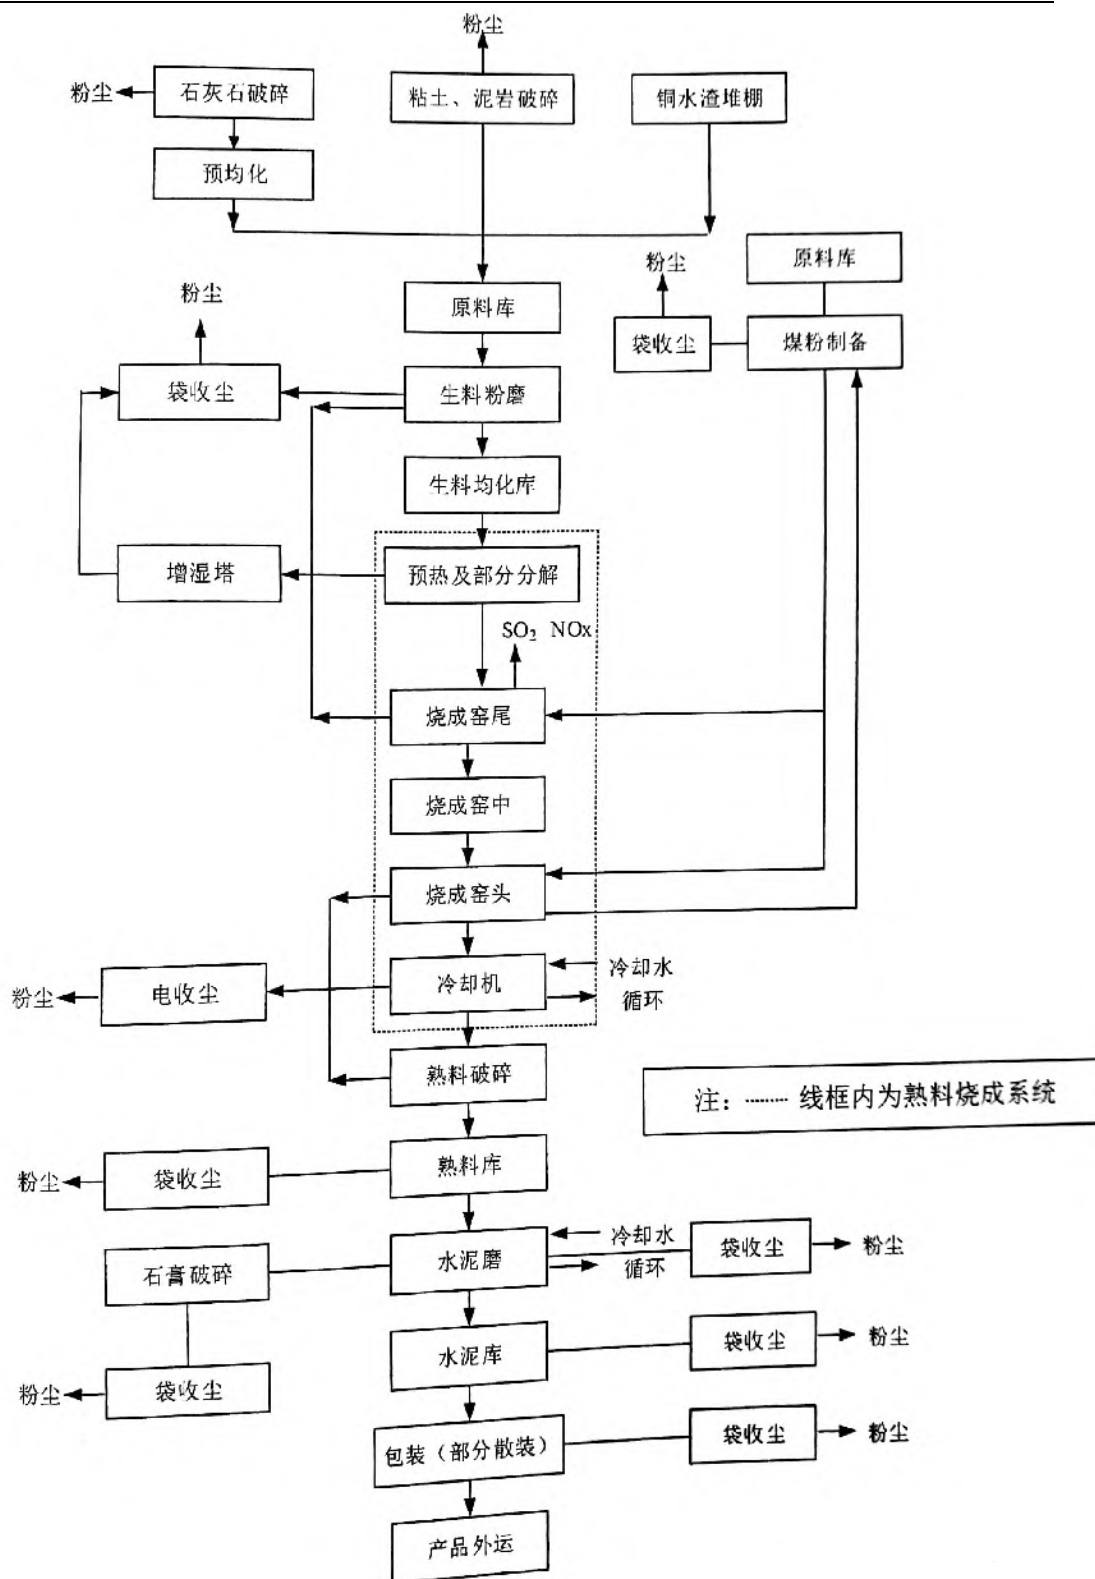 粉尘
粉尘
石灰石破碎
粘土、泥岩破碎
铜水渣堆棚
预均化
粉尘
原料库
粉尘
原料库
袋收尘
煤粉制备
袋收尘
生料粉磨
生料均化库
增湿塔
预热及部分分解
SO₂ NOx
烧成窑尾
烧成窑中
烧成窑头
粉尘
电收尘
冷却机
冷却水
循环
熟料破碎
注：┈┈ 线框内为熟料烧成系统
粉尘
袋收尘
熟料库
石膏破碎
水泥磨
冷却水
循环
袋收尘
粉尘
水泥库
袋收尘
粉尘
粉尘
袋收尘
包装（部分散装）
袋收尘
粉尘
产品外运